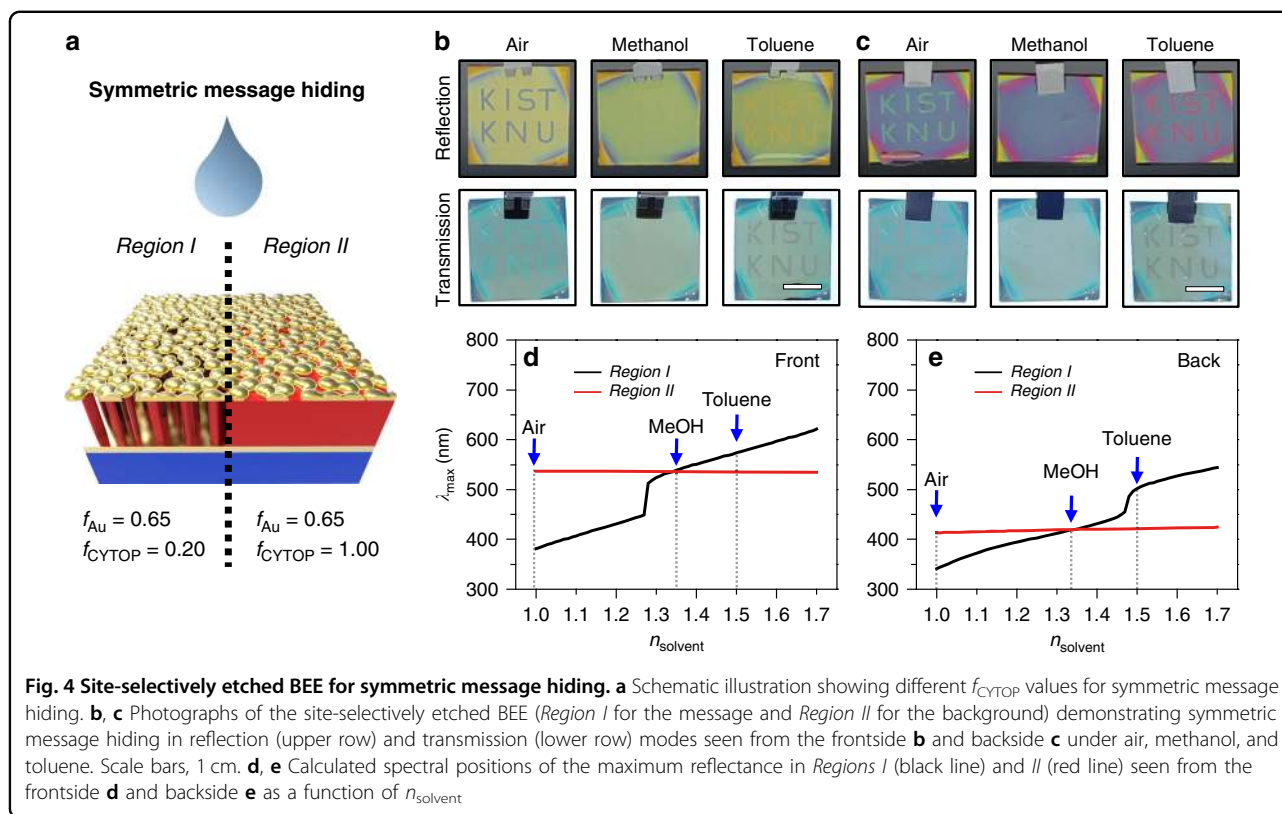 a
Symmetric message hiding
Region I Region II
f_Au = 0.65 f_Au = 0.65
f_CYTOP = 0.20 f_CYTOP = 1.00
b c
Air Methanol Toluene Air Methanol Toluene
Reflection
KIST KIST KIST KIST
KNU KNU KNU KNU
Transmission
KIST KIST KIST KIST
KNU KNU KNU KNU
d Front
Region I
Region II
Air
MeOH
Toluene
λ_max (nm)
800
700
600
500
400
300
1.0 1.1 1.2 1.3 1.4 1.5 1.6 1.7
n_solvent
e Back
Region I
Region II
Air
MeOH
Toluene
800
700
600
500
400
300
1.0 1.1 1.2 1.3 1.4 1.5 1.6 1.7
n_solvent
Fig. 4 Site-selectively etched BEE for symmetric message hiding. a Schematic illustration showing different f_CYTOP values for symmetric message
hiding. b, c Photographs of the site-selectively etched BEE (Region I for the message and Region II for the background) demonstrating symmetric
message hiding in reflection (upper row) and transmission (lower row) modes seen from the frontside b and backside c under air, methanol, and
toluene. Scale bars, 1 cm. d, e Calculated spectral positions of the maximum reflectance in Regions I (black line) and II (red line) seen from the
frontside d and backside e as a function of n_solvent